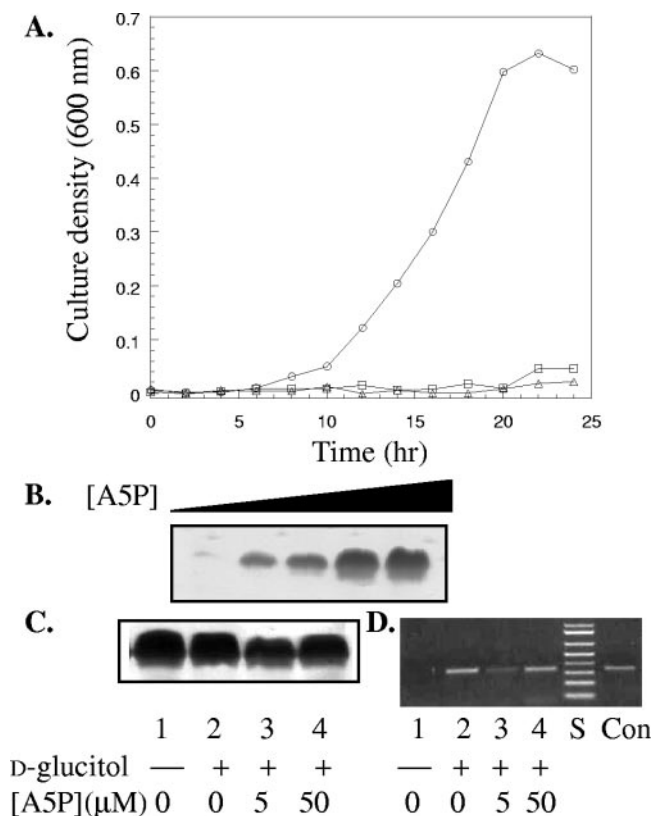 A.
Culture density (600 nm)
0.7
0.6
0.5
0.4
0.3
0.2
0.1
0
0 5 10 15 20 25
Time (hr)
B. [A5P]
C. D.
1 2 3 4 1 2 3 4 S Con
D-glucitol — + + + — + + +
[A5P](μM) 0 0 5 50 0 0 5 50